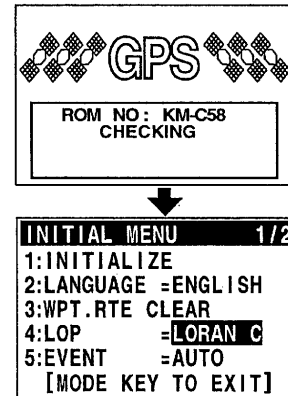 GPS
ROM NO: KM-C58
CHECKING
INITIAL MENU 1/2
1:INITIALIZE
2:LANGUAGE =ENGLISH
3:WPT.RTE CLEAR
4:LOP =LORAN C
5:EVENT =AUTO
[MODE KEY TO EXIT]